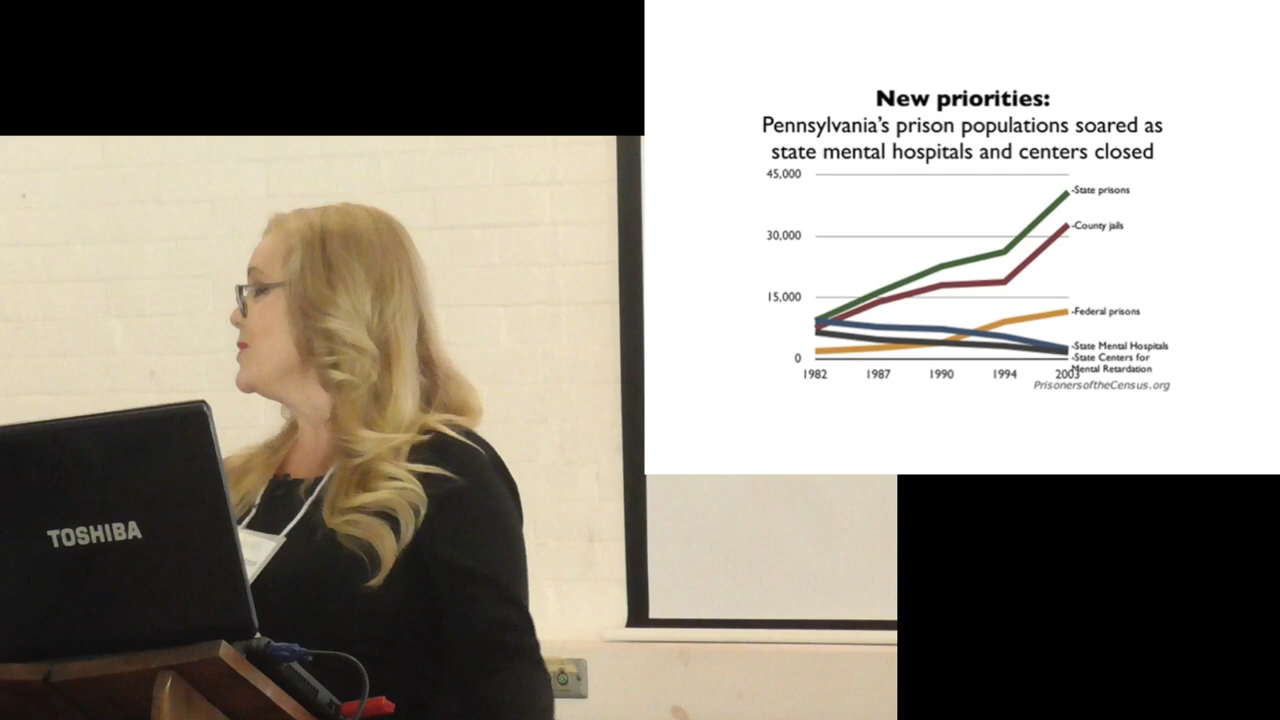 New priorities:
Pennsylvania's prison populations soared as
state mental hospitals and centers closed
45,000
-State prisons
30,000
-County jails
15,000
-Federal prisons
-State Mental Hospitals
0
-State Centers for
Mental Retardation
1982
1987
1990
1994
2003
PrisonersoftheCensus.org
TOSHIBA